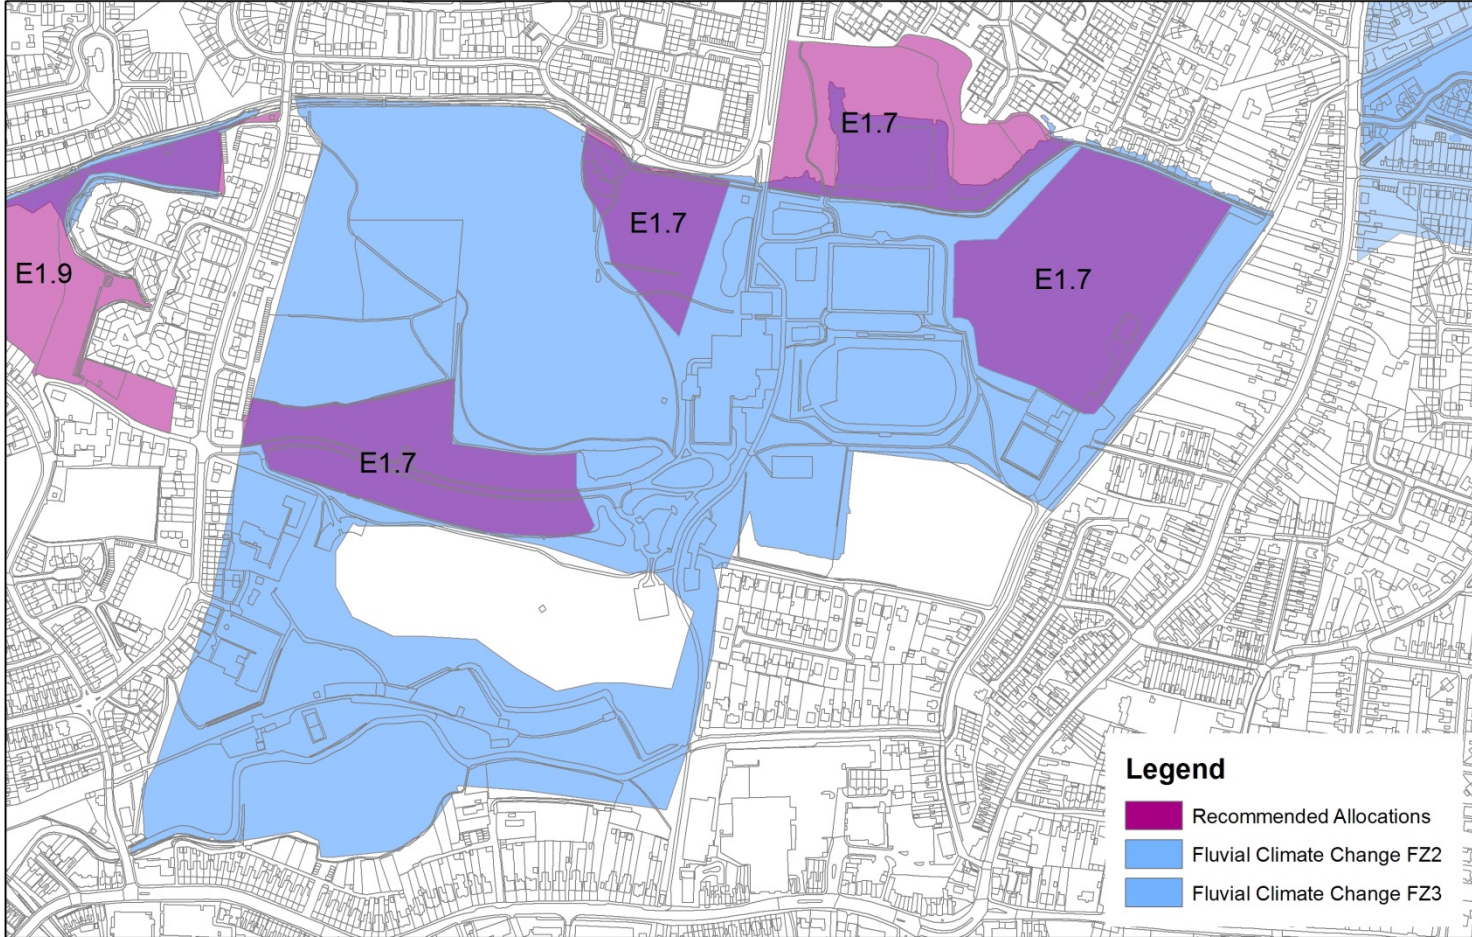 E1.7
E1.7
E1.9
E1.7
E1.7
Legend
Recommended Allocations
Fluvial Climate Change FZ2
Fluvial Climate Change FZ3